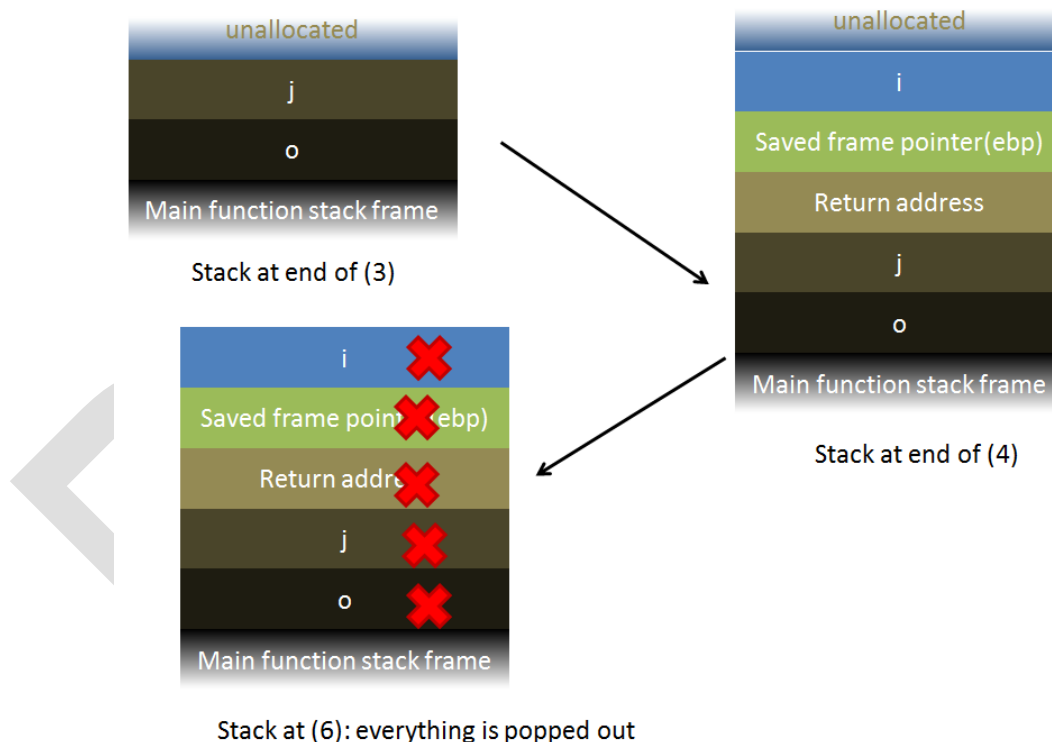 unallocated
j
o
Main function stack frame
Stack at end of (3)
unallocated
i
Saved frame pointer(ebp)
Return address
j
o
Main function stack frame
Stack at end of (4)
i
Saved frame point (ebp)
Return addre
j
o
Main function stack frame
Stack at (6): everything is popped out